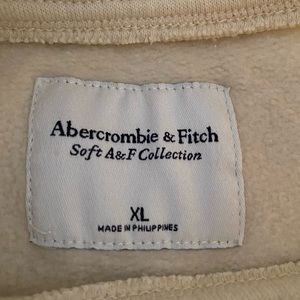 Abercrombie & Fitch
Soft A&F Collection
XL
MADE IN PHILIPPINES